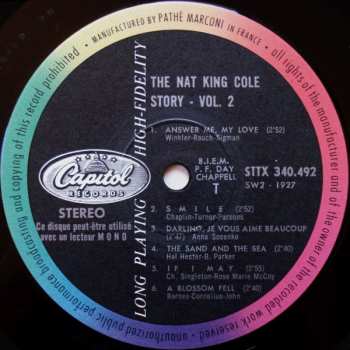 MANUFACTURED BY PATHÉ MARCONI IN FRANCE.
all rights of the manufacturer and of the owner of the recorded work reserved · unauthorized public performance broadcasting and copying of this record prohibited ·
LONG PLAYING HIGH-FIDELITY
THE NAT KING COLE
STORY - VOL. 2
1. ANSWER ME, MY LOVE (2'52)
Winkler-Rauch-Sigman
B.I.E.M.
P. F. DAY
CHAPPELL
T
STTX 340.492
SW2 - 1927
Capitol
RECORDS
STEREO
Ce disque peut-être utilisé
avec un lecteur MONO
2 SMILE (2'52)
Chaplin-Turner-Parsons
3 DARLING, JE VOUS AIME BEAUCOUP
(2'47) Anna Sosenko
4 THE SAND AND THE SEA (2'40)
Hal Hester-B. Parker
5 IF I MAY (2'55)
Ch. Singleton-Rose Marie McCoy
6 A BLOSSOM FELL (2'40)
Barnes-Cornelius-John